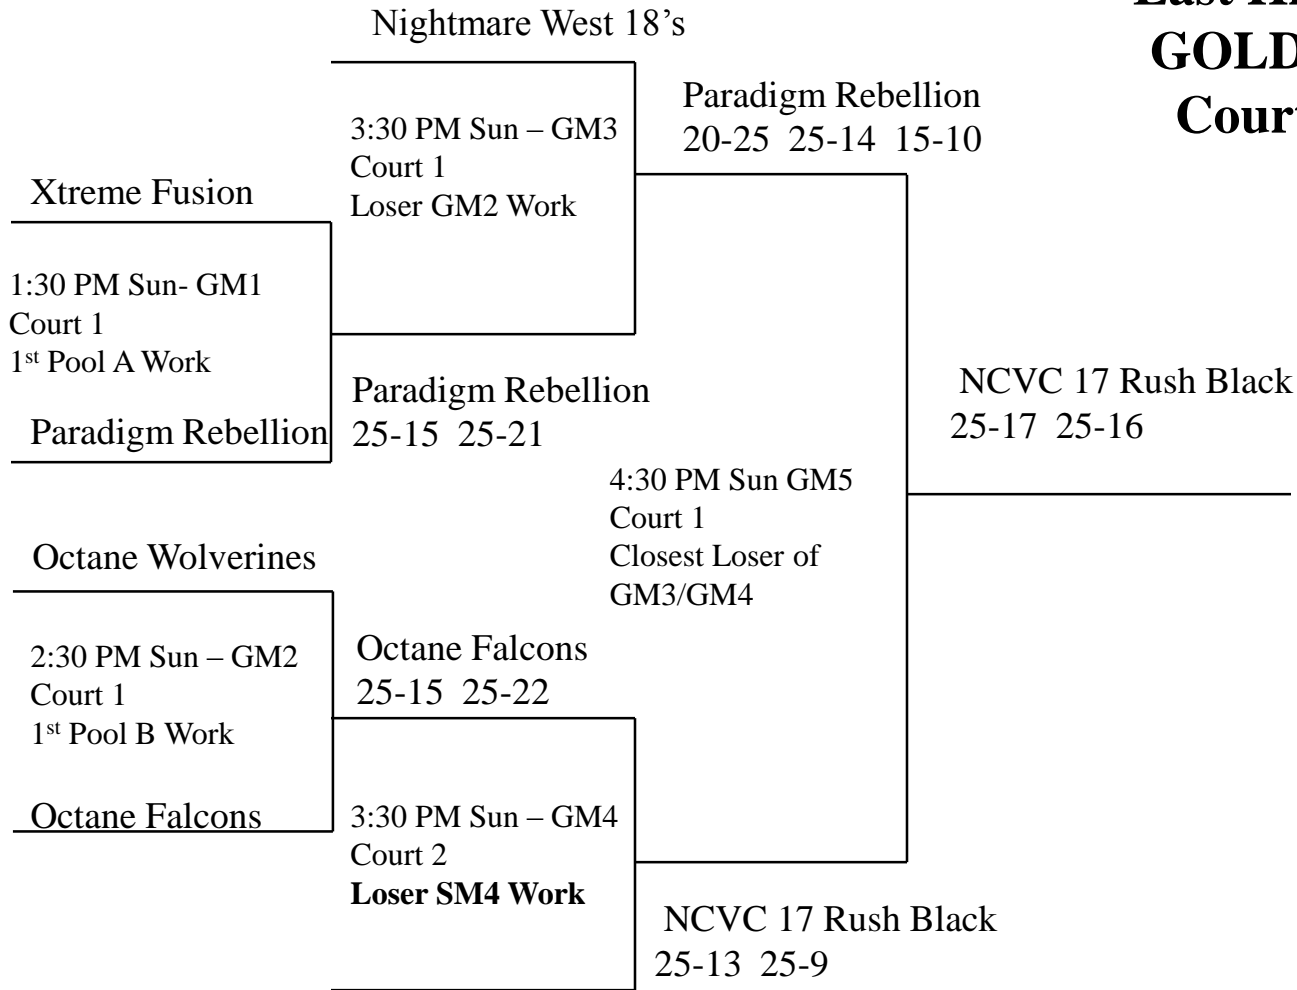 Nightmare West 18’s
GOLD
Court
Paradigm Rebellion
20-25 25-14 15-10
3:30 PM Sun – GM3
Court 1
Loser GM2 Work
Xtreme Fusion
1:30 PM Sun- GM1
Court 1
1st Pool A Work
Paradigm Rebellion
Paradigm Rebellion
25-15 25-21
NCVC 17 Rush Black
25-17 25-16
4:30 PM Sun GM5
Court 1
Closest Loser of
GM3/GM4
Octane Wolverines
2:30 PM Sun – GM2
Court 1
1st Pool B Work
Octane Falcons
25-15 25-22
Octane Falcons
3:30 PM Sun – GM4
Court 2
Loser SM4 Work
NCVC 17 Rush Black
25-13 25-9